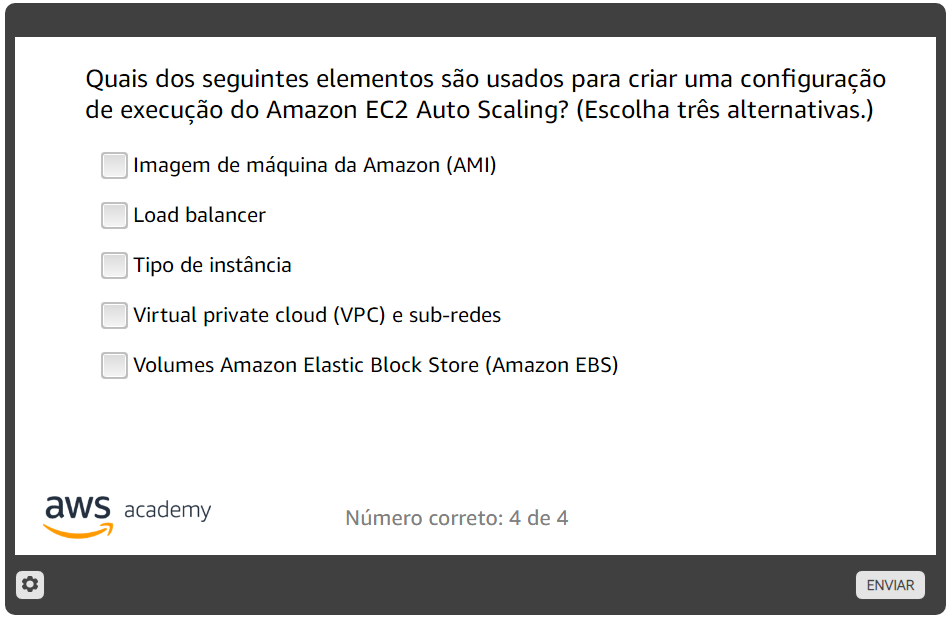 Quais dos seguintes elementos são usados para criar uma configuração
de execução do Amazon EC2 Auto Scaling? (Escolha três alternativas.)
Imagem de máquina da Amazon (AMI)
Load balancer
Tipo de instância
Virtual private cloud (VPC) e sub-redes
Volumes Amazon Elastic Block Store (Amazon EBS)
aws academy
Número correto: 4 de 4
ENVIAR